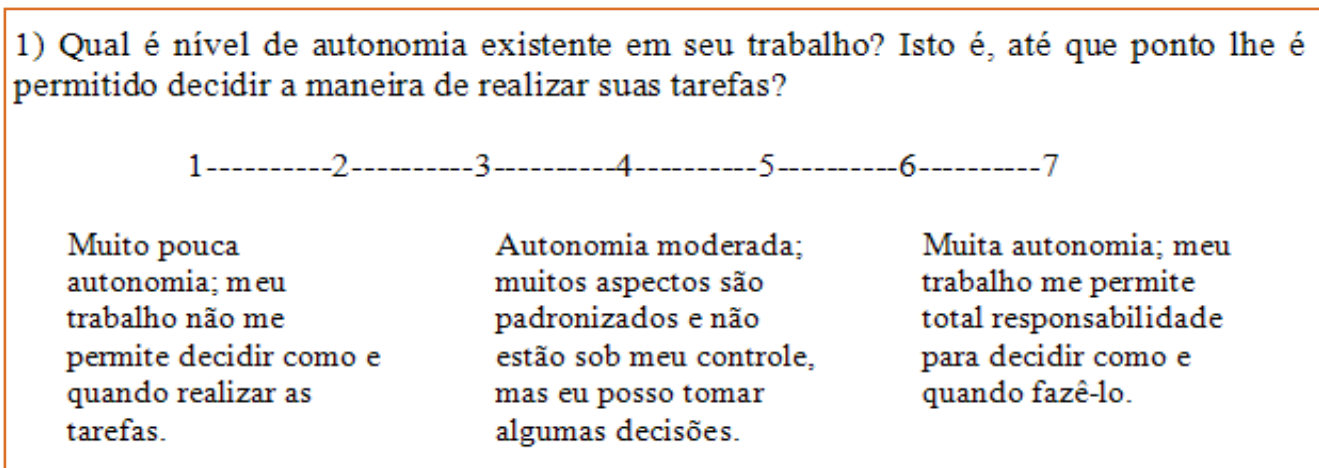 1) Qual é nível de autonomia existente em seu trabalho? Isto é, até que ponto lhe é
permitido decidir a maneira de realizar suas tarefas?
1----------2----------3----------4----------5----------6----------7
Muito pouca
autonomia; meu
trabalho não me
permite decidir como e
quando realizar as
tarefas.
Autonomia moderada;
muitos aspectos são
padronizados e não
estão sob meu controle,
mas eu posso tomar
algumas decisões.
Muita autonomia; meu
trabalho me permite
total responsabilidade
para decidir como e
quando fazê-lo.